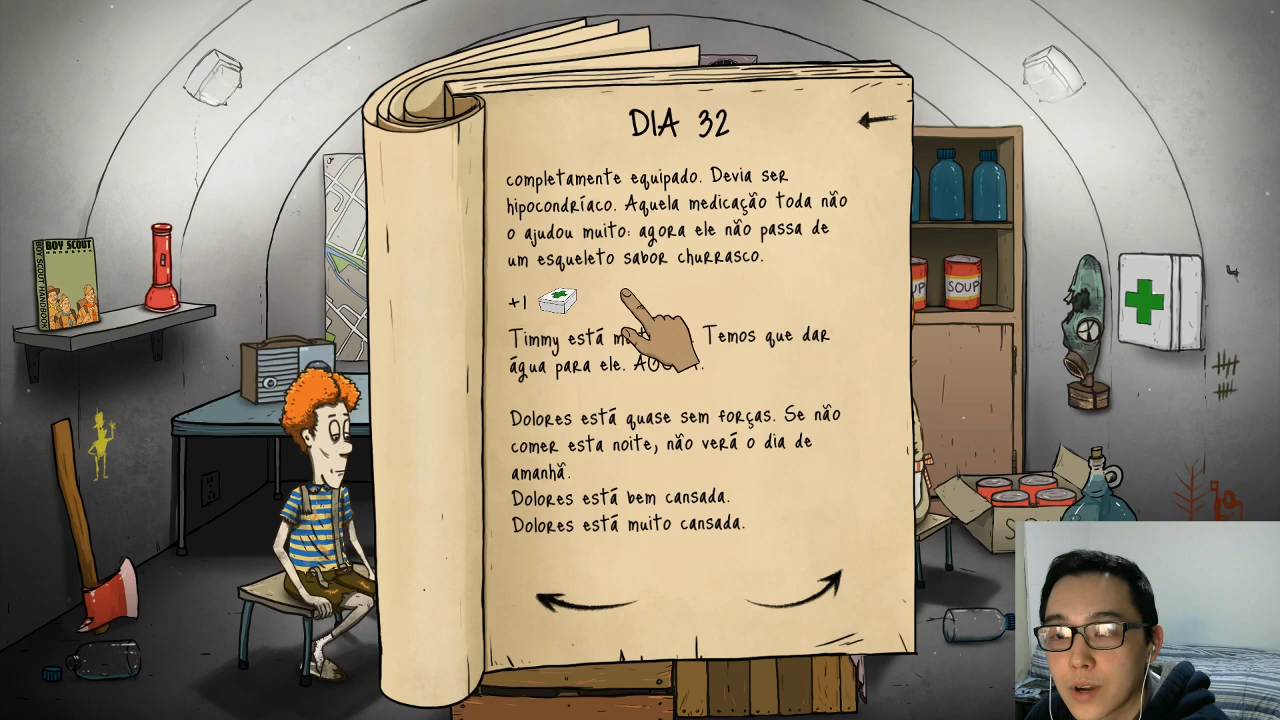 DIA 32
completamente equipado. Devia ser
hipocondríaco. Aquela medicação toda não
o ajudou muito: agora ele não passa de
um esqueleto sabor churrasco.
+1
Timmy está Temos que dar
água para ele.
Dolores está quase sem forças. Se não
comer esta noite, não verá o dia de
amanhã.
Dolores está bem cansada.
Dolores está muito cansada.
BOY SCOUT
HANDBOOK
BOY SCOUT HANDBOOK
SOUP